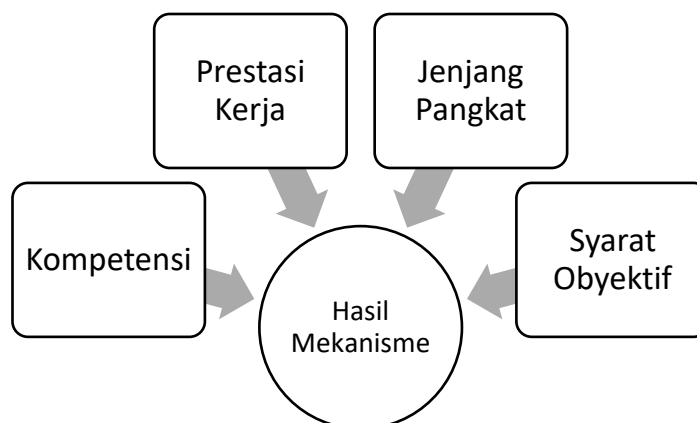 Prestasi
Kerja
Jenjang
Pangkat
Kompetensi
Syarat
Obyektif
Hasil
Mekanisme